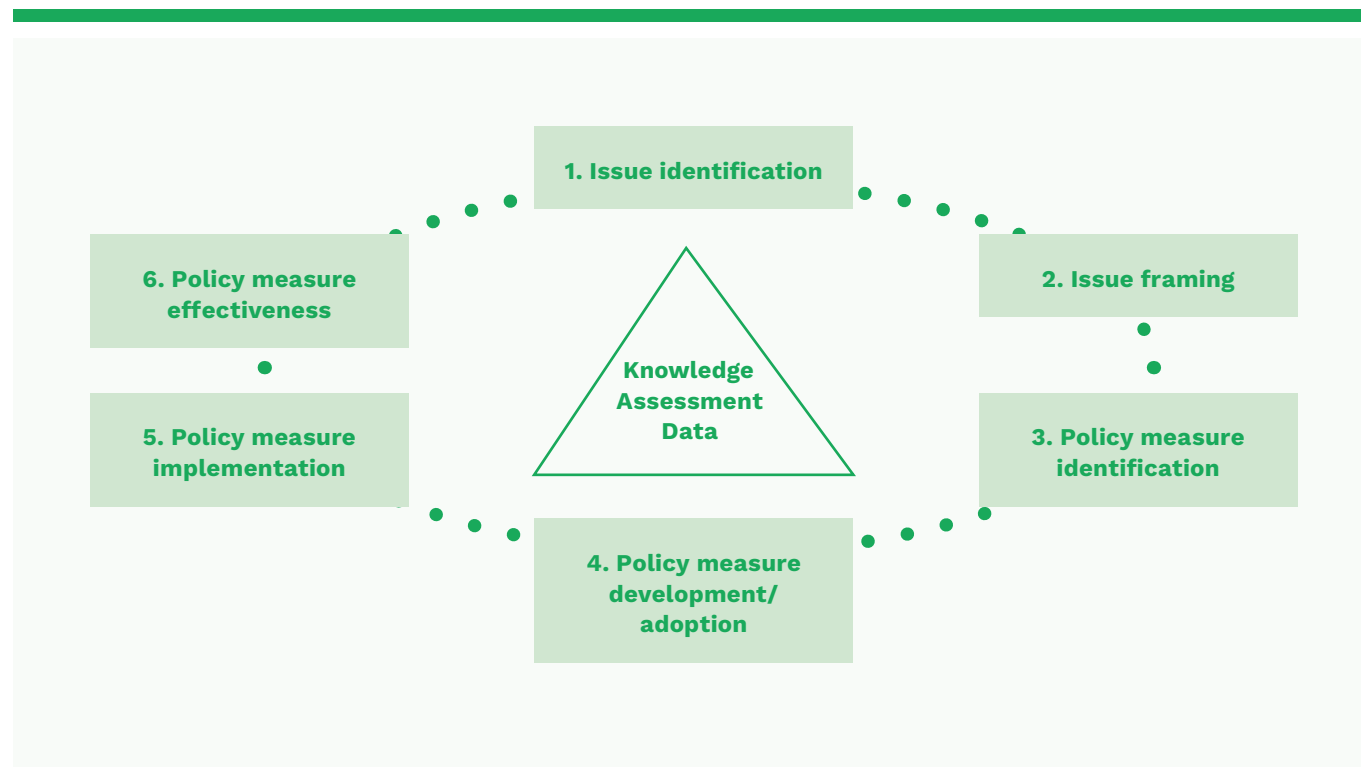 1. Issue identification
2. Issue framing
3. Policy measure
identification
4. Policy measure
development/
adoption
5. Policy measure
implementation
6. Policy measure
effectiveness
Knowledge
Assessment
Data